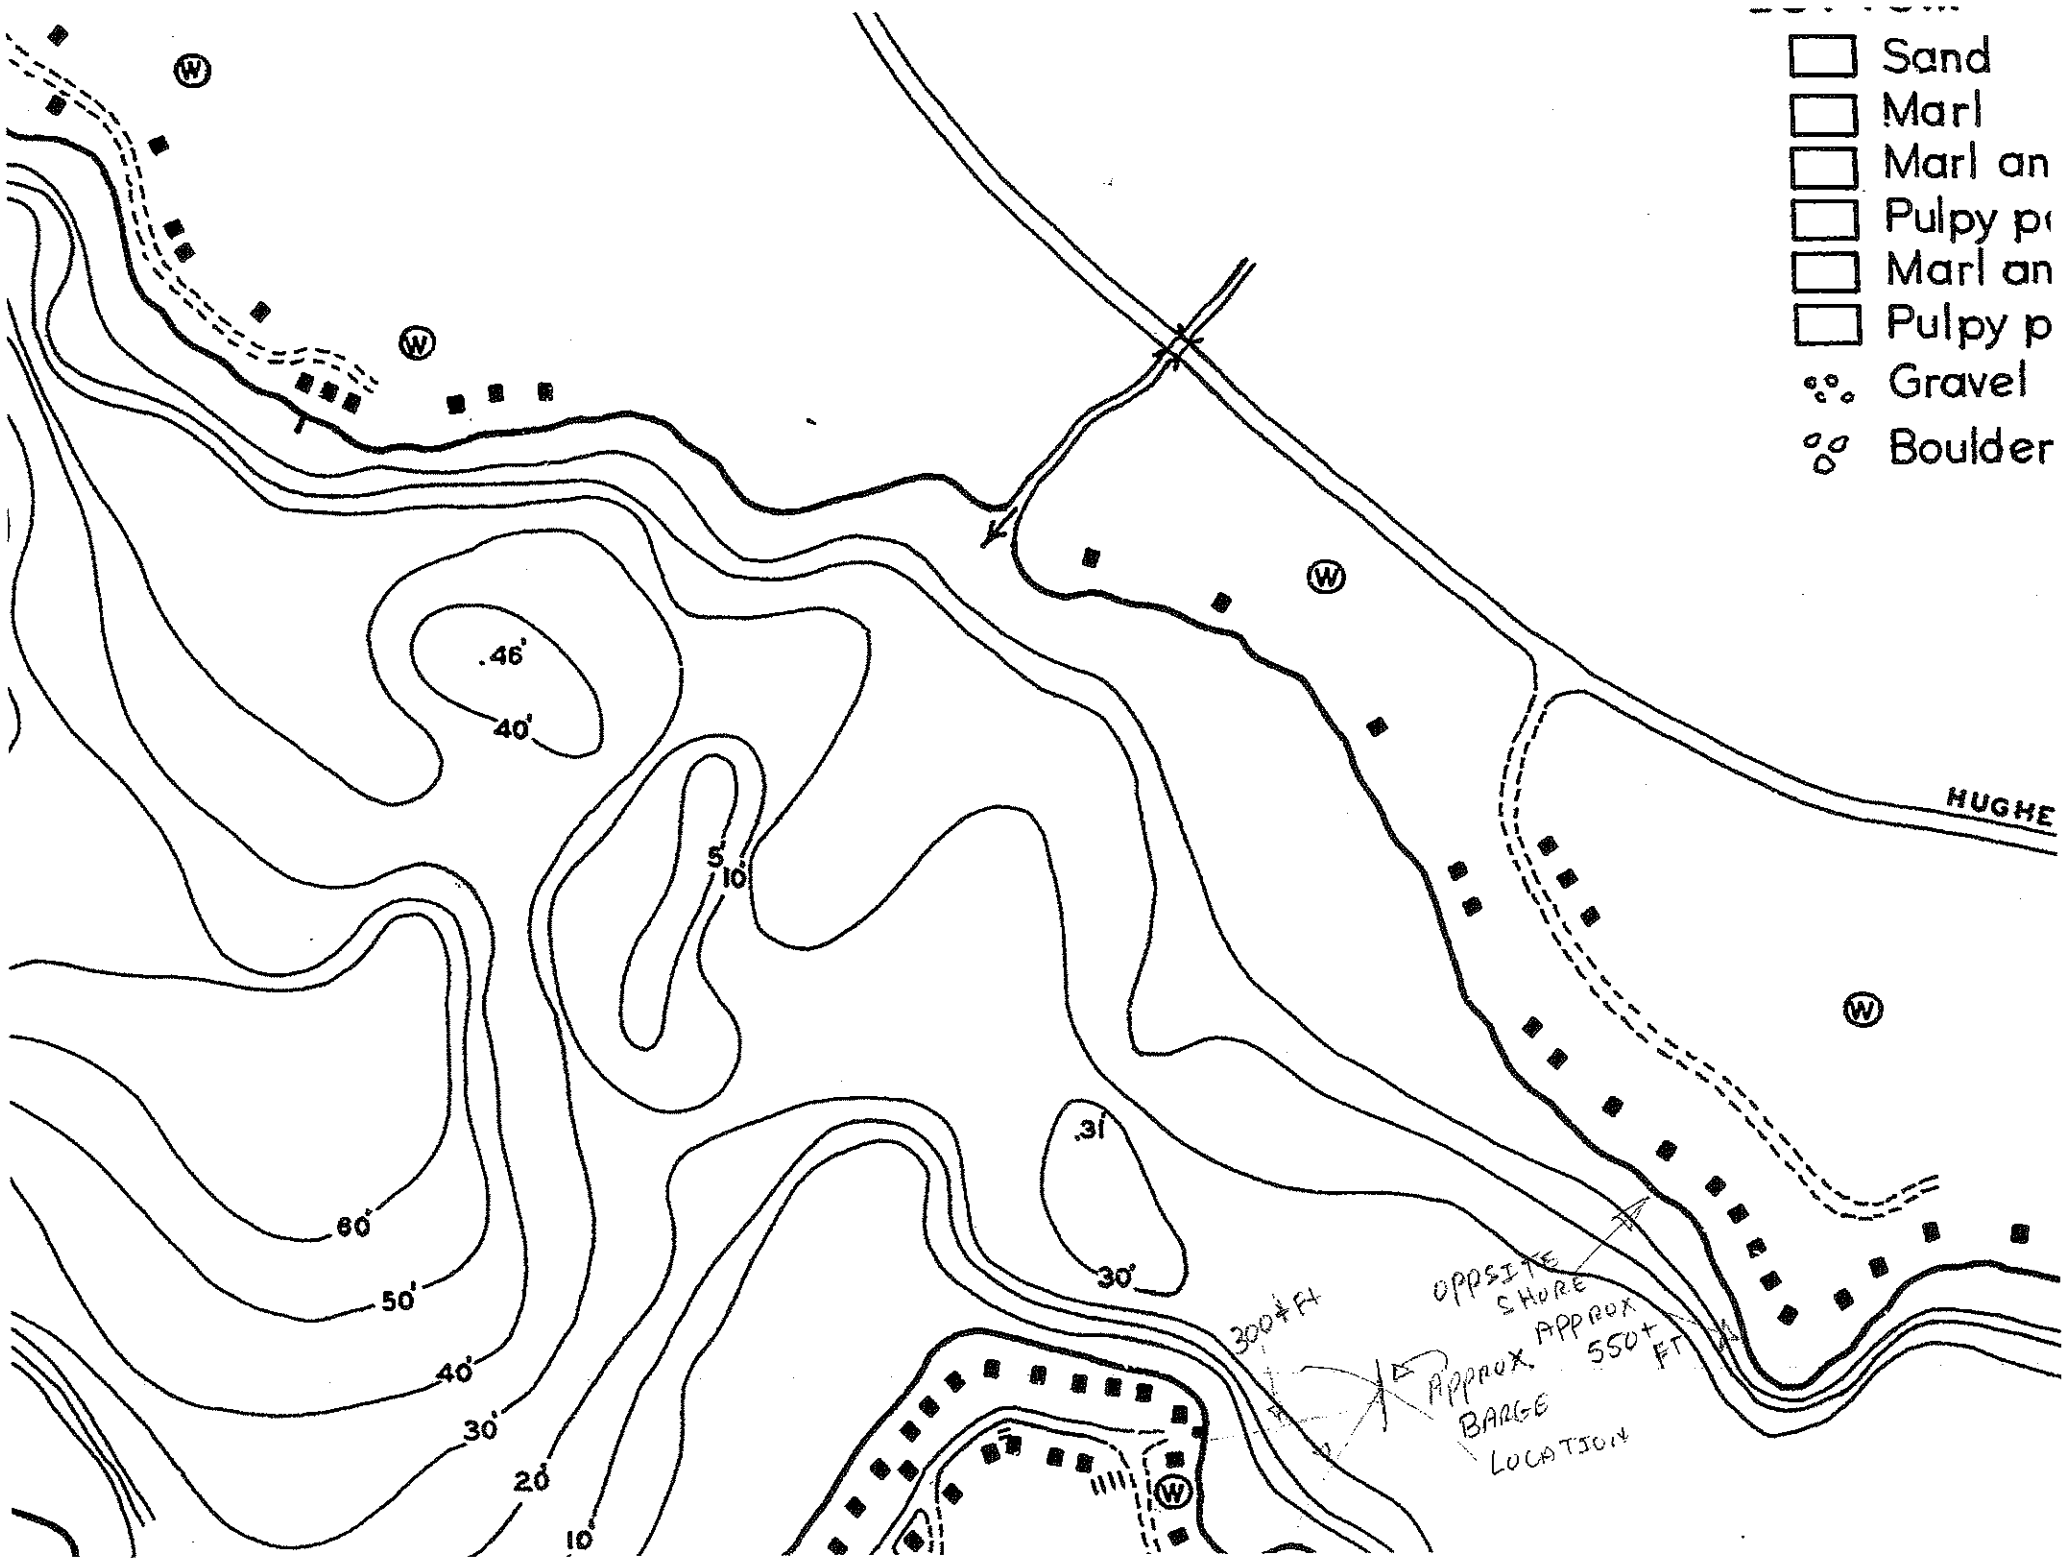 Sand
Marl
Marl an
Pulpy p
Marl an
Pulpy p
Gravel
Boulder
W
W
W
W
W
HUGHE
.46'
40'
5'
10'
.31'
30'
60'
50'
40'
30'
20'
10'
300± Ft
OPPSITE
SHORE
APPROX
550+
FT
APPROX
BARGE
LOCATION